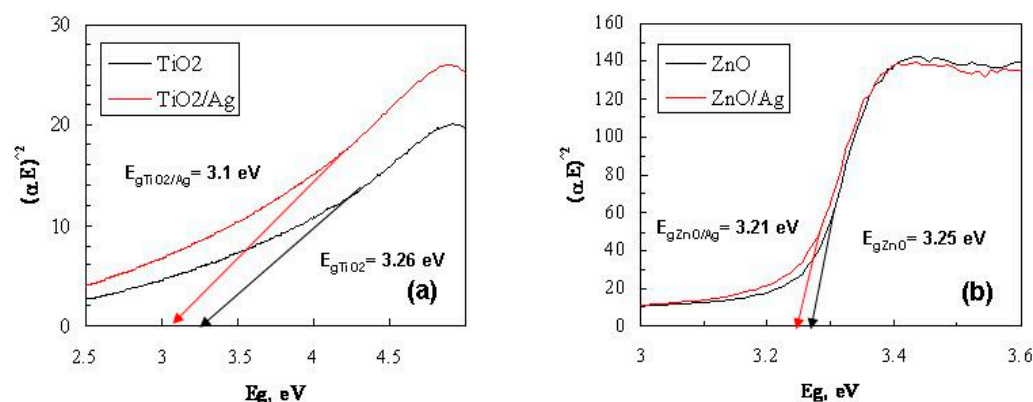 30
20
10
0
2.5
3
3.5
4
4.5
(αE)^2
Eg, eV
TiO2
TiO2/Ag
EgTiO2/Ag= 3.1 eV
EgTiO2= 3.26 eV
(a)
160
140
120
100
80
60
40
20
0
3
3.2
3.4
3.6
(αE)^2
Eg, eV
ZnO
ZnO/Ag
EgZnO/Ag= 3.21 eV
EgZnO= 3.25 eV
(b)